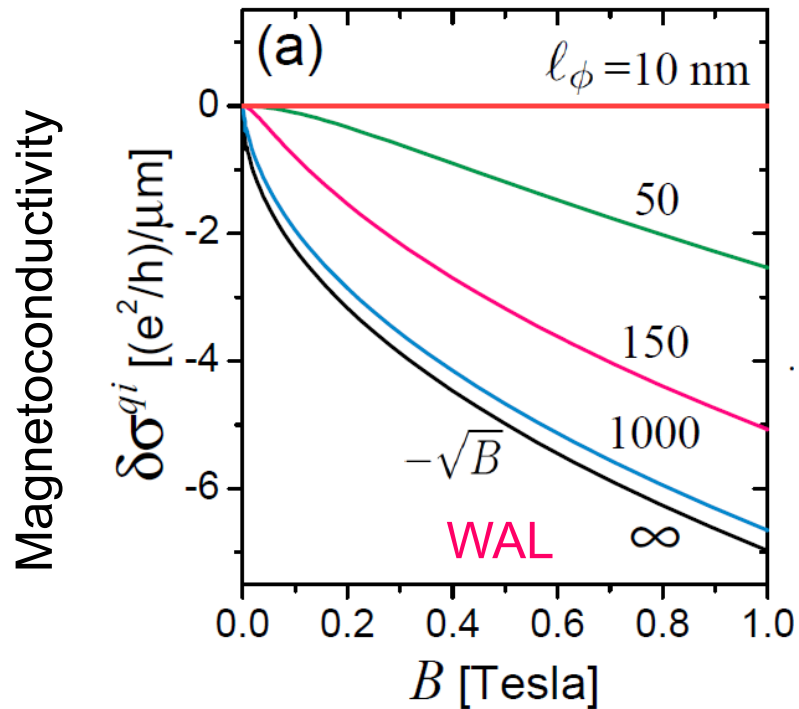 (a)
ℓϕ =10 nm
0
50
-2
150
-4
1000
−√B
-6
WAL
∞
0.0 0.2 0.4 0.6 0.8 1.0
B [Tesla]
Magnetoconductivity
δσ^qi [(e²/h)/μm]